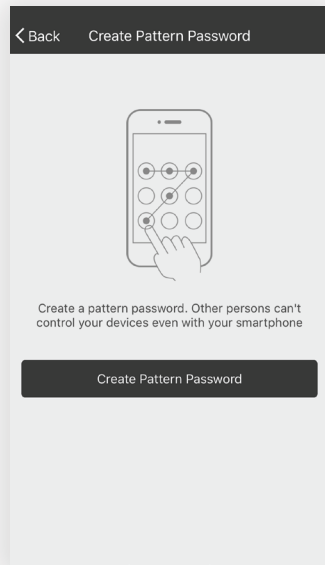 Back
Create Pattern Password
Create a pattern password. Other persons can't
control your devices even with your smartphone
Create Pattern Password